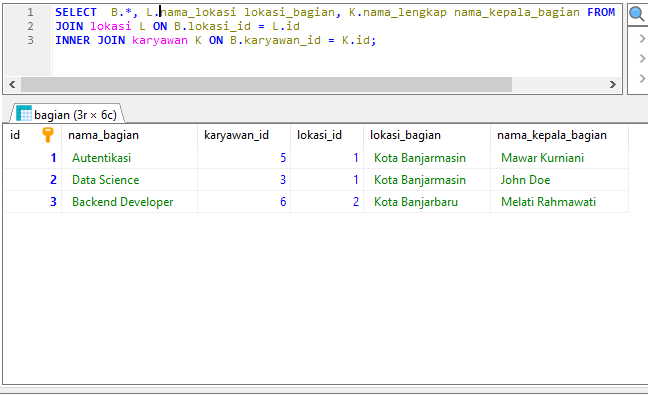 1 SELECT B.*, L.nama_lokasi lokasi_bagian, K.nama_lengkap nama_kepala_bagian FROM
2 JOIN lokasi L ON B.lokasi_id = L.id
3 INNER JOIN karyawan K ON B.karyawan_id = K.id;
bagian (3r × 6c)
id nama_bagian karyawan_id lokasi_id lokasi_bagian nama_kepala_bagian
1 Autentikasi 5 1 Kota Banjarmasin Mawar Kurniani
2 Data Science 3 1 Kota Banjarmasin John Doe
3 Backend Developer 6 2 Kota Banjarbaru Melati Rahmawati